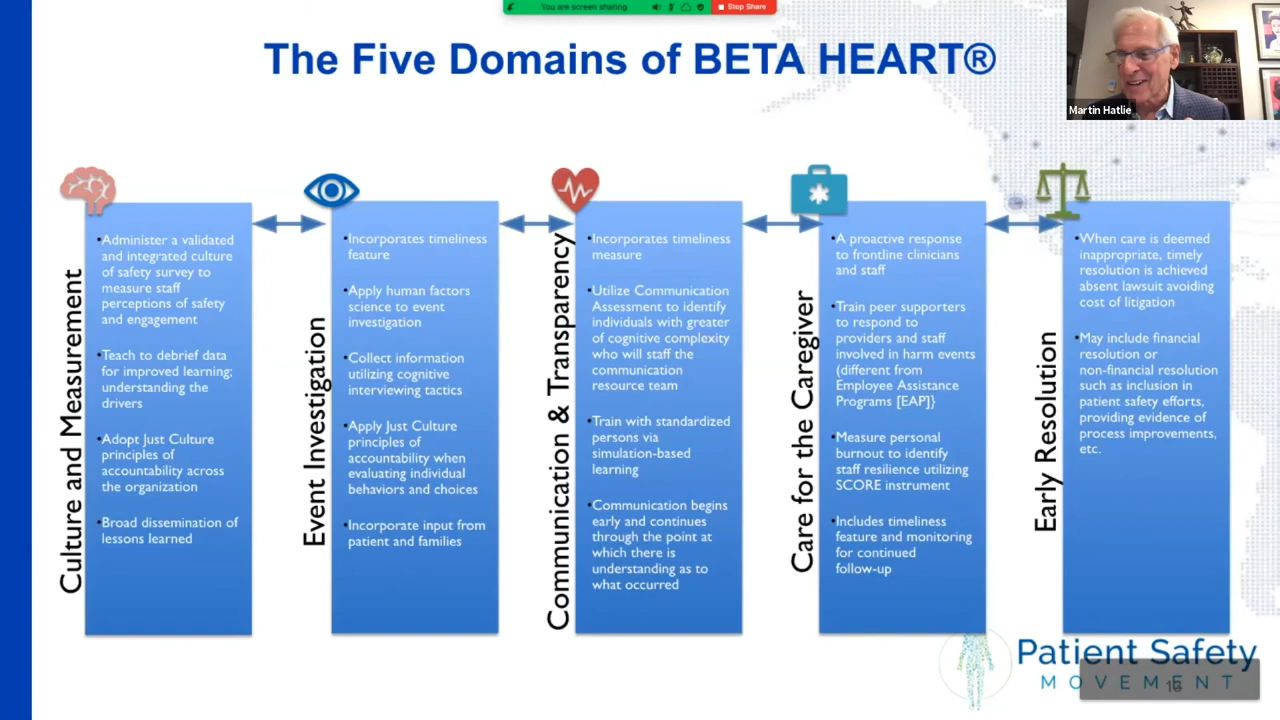 You are screen sharing
Stop Share
The Five Domains of BETA HEART®
Martin Hatlie
Culture and Measurement
•Administer a validated
and integrated culture
of safety survey to
measure staff
perceptions of safety
and engagement
•Teach to debrief data
for improved learning;
understanding the
drivers
•Adopt Just Culture
principles of
accountability across
the organization
•Broad dissemination of
lessons learned
Event Investigation
•Incorporates timeliness
feature
•Apply human factors
science to event
investigation
•Collect information
utilizing cognitive
interviewing tactics
•Apply Just Culture
principles of
accountability when
evaluating individual
behaviors and choices
•Incorporate input from
patient and families
Communication & Transparency
•Incorporates timeliness
measure
•Utilize Communication
Assessment to identify
individuals with greater
of cognitive complexity
who will staff the
communication
resource team
•Train with standardized
persons via
simulation-based
learning
•Communication begins
early and continues
through the point at
which there is
understanding as to
what occurred
Care for the Caregiver
•A proactive response
to frontline clinicians
and staff
•Train peer supporters
to respond to
providers and staff
involved in harm events
(different from
Employee Assistance
Programs [EAP]}
•Measure personal
burnout to identify
staff resilience utilizing
SCORE instrument
•Includes timeliness
feature and monitoring
for continued
follow-up
Early Resolution
•When care is deemed
inappropriate, timely
resolution is achieved
absent lawsuit avoiding
cost of litigation
•May include financial
resolution or
non-financial resolution
such as inclusion in
patient safety efforts,
providing evidence of
process improvements,
etc.
Patient Safety
MOVEMENT